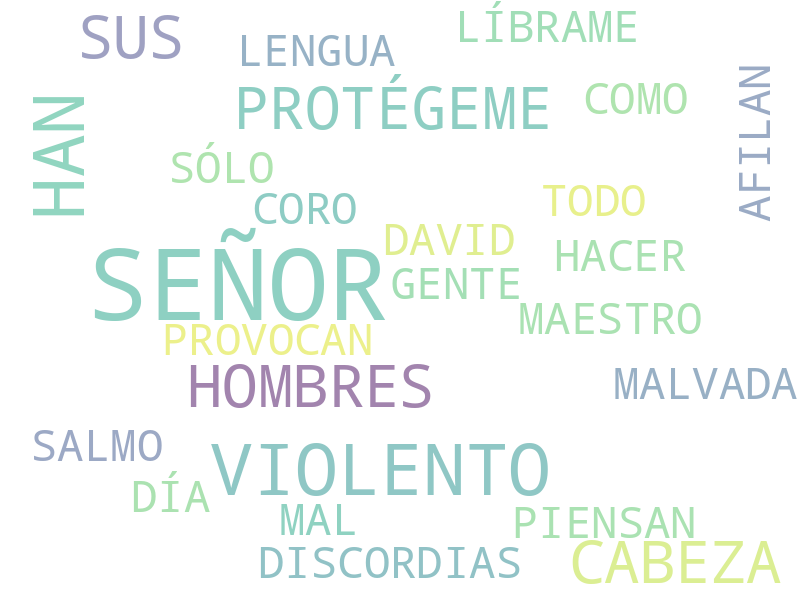 SUS
LÍBRAME
LENGUA
PROTÉGEME
COMO
AFILAN
HAN
SÓLO
CORO
TODO
DAVID
HACER
SEÑOR
GENTE
MAESTRO
PROVOCAN
HOMBRES
MALVADA
SALMO
VIOLENTO
DÍA
MAL
PIENSAN
DISCORDIAS
CABEZA